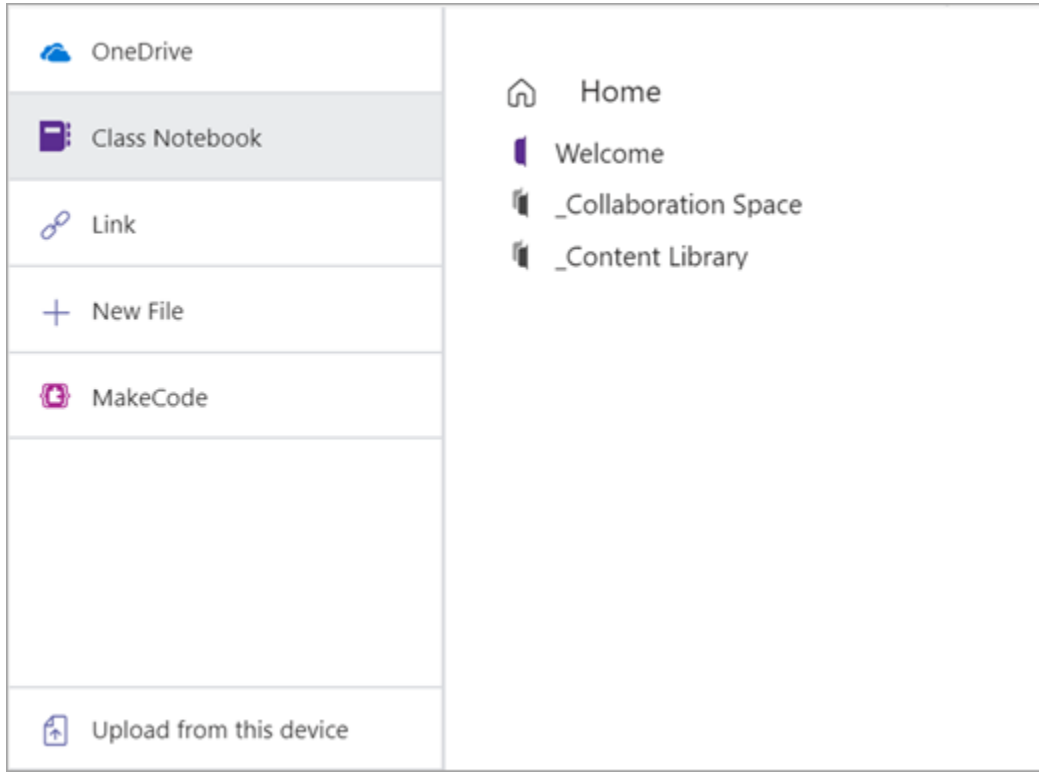 OneDrive
Class Notebook
Link
New File
MakeCode
Upload from this device
Home
Welcome
_Collaboration Space
_Content Library